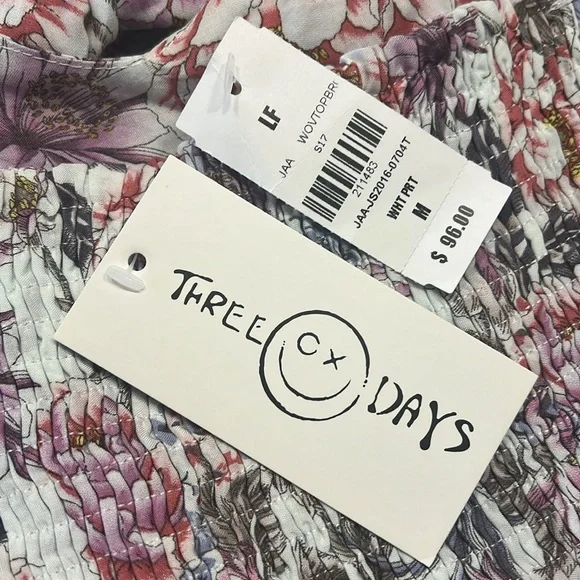 LF
JAA WOVTOPBR
S17
211483
JAA-JS2016-0704T
WHT PRT
M
$ 96.00
THREE DAYS